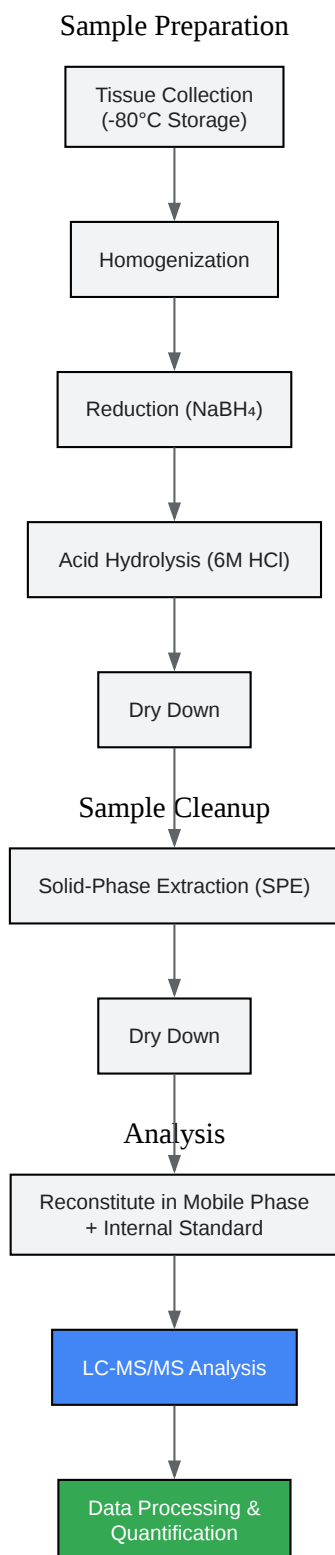 Sample Preparation
Tissue Collection
(-80°C Storage)
Homogenization
Reduction (NaBH₄)
Acid Hydrolysis (6M HCl)
Dry Down
Sample Cleanup
Solid-Phase Extraction (SPE)
Dry Down
Analysis
Reconstitute in Mobile Phase
+ Internal Standard
LC-MS/MS Analysis
Data Processing &
Quantification